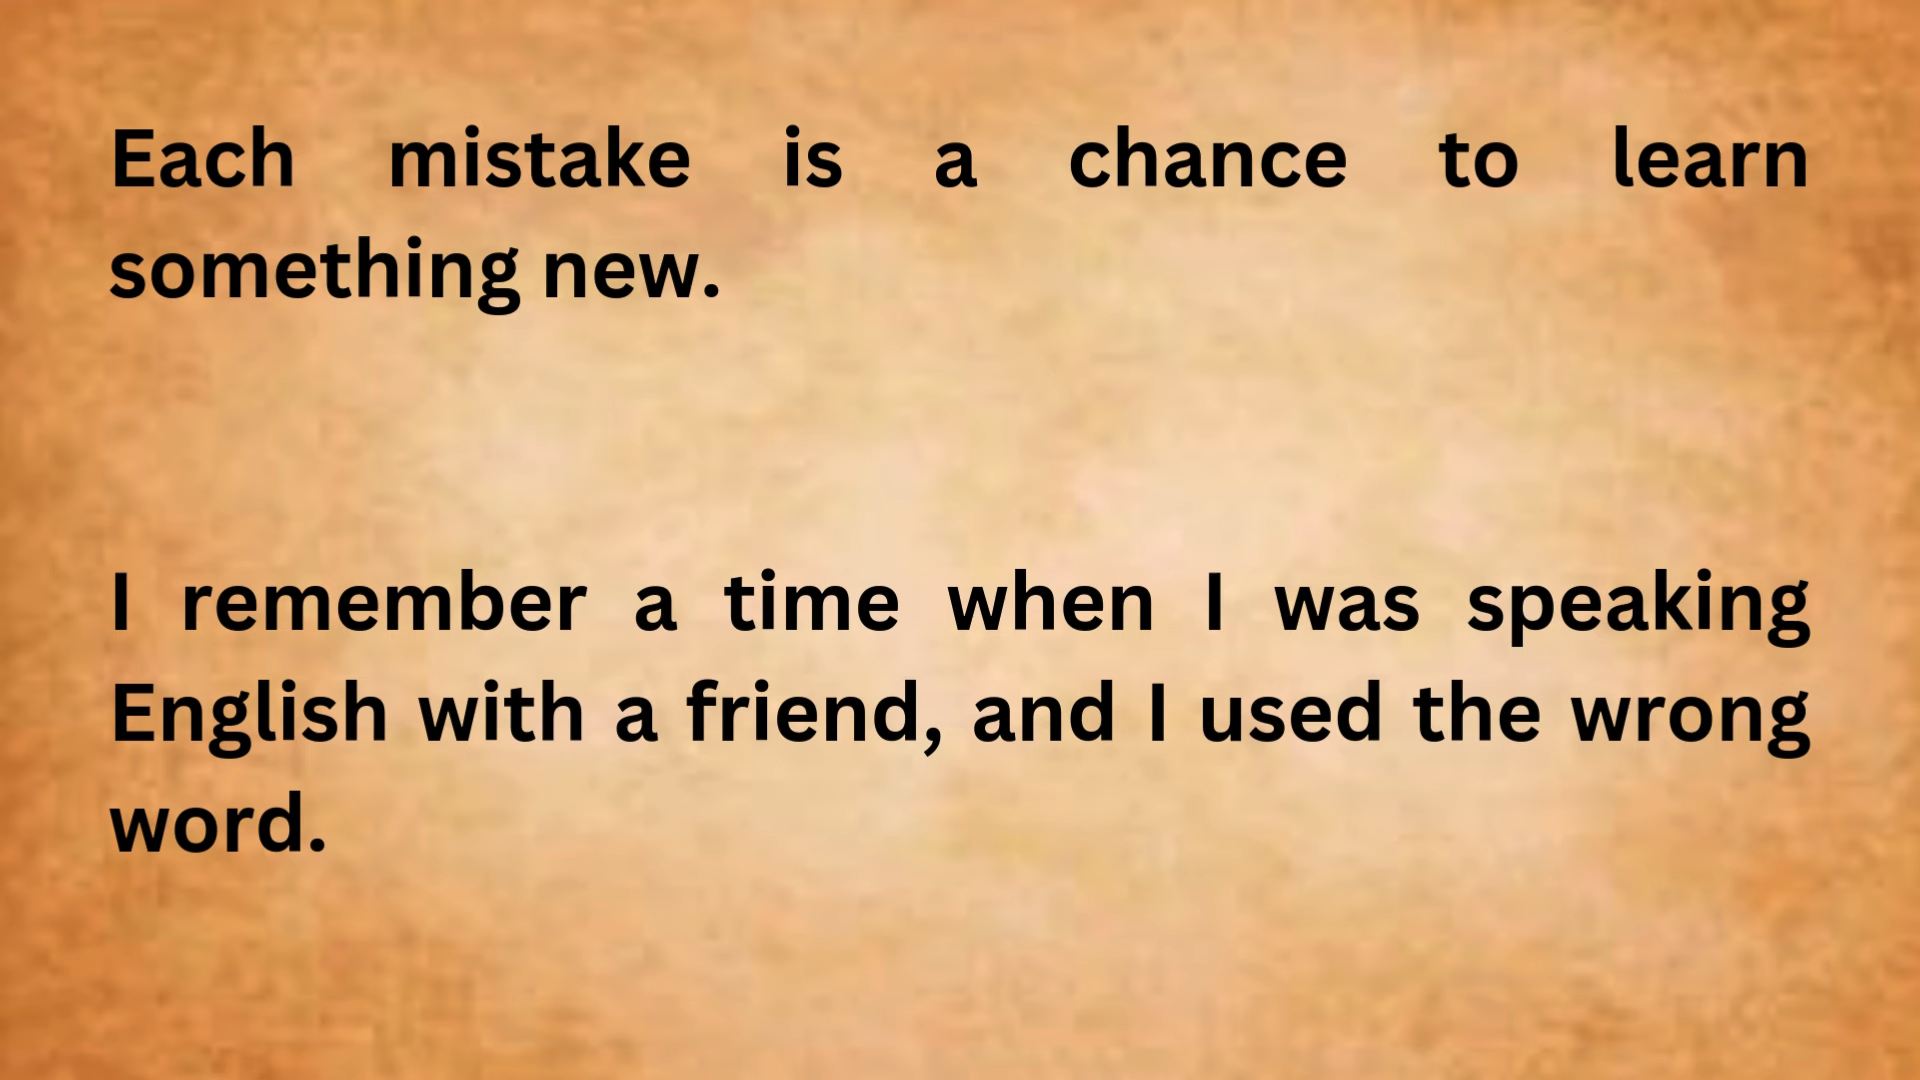 Each mistake is a chance to learn
something new.
I remember a time when I was speaking
English with a friend, and I used the wrong
word.